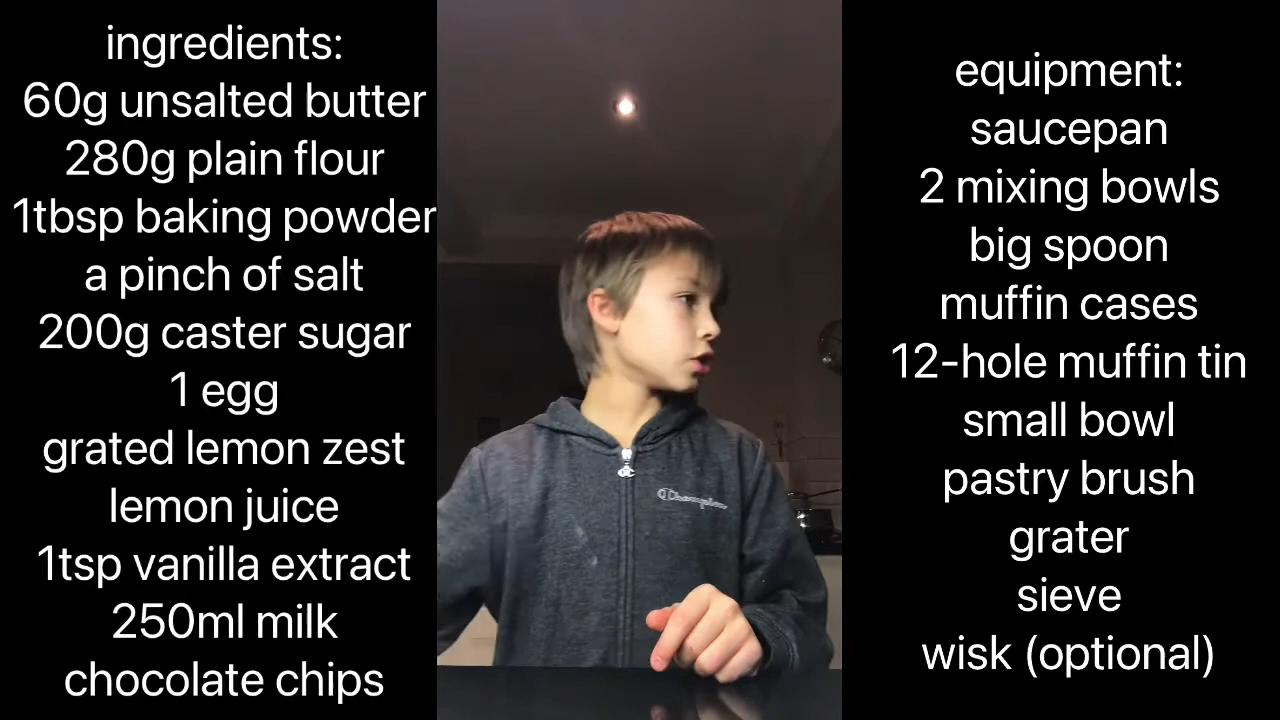 ingredients:
60g unsalted butter
280g plain flour
1tbsp baking powder
a pinch of salt
200g caster sugar
1 egg
grated lemon zest
lemon juice
1tsp vanilla extract
250ml milk
chocolate chips
Champion
equipment:
saucepan
2 mixing bowls
big spoon
muffin cases
12-hole muffin tin
small bowl
pastry brush
grater
sieve
wisk (optional)